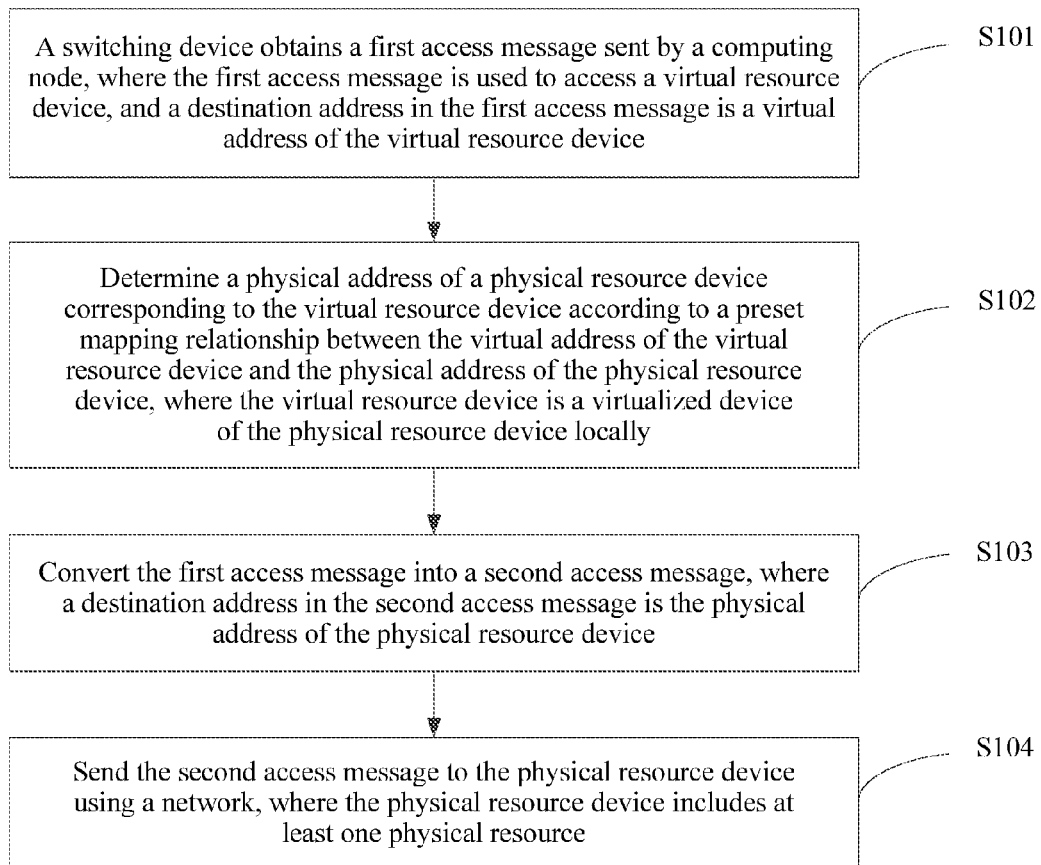 A switching device obtains a first access message sent by a computing
node, where the first access message is used to access a virtual resource
device, and a destination address in the first access message is a virtual
address of the virtual resource device
S101
Determine a physical address of a physical resource device
corresponding to the virtual resource device according to a preset
mapping relationship between the virtual address of the virtual
resource device and the physical address of the physical resource
device, where the virtual resource device is a virtualized device
of the physical resource device locally
S102
Convert the first access message into a second access message, where
a destination address in the second access message is the physical
address of the physical resource device
S103
Send the second access message to the physical resource device
using a network, where the physical resource device includes at
least one physical resource
S104